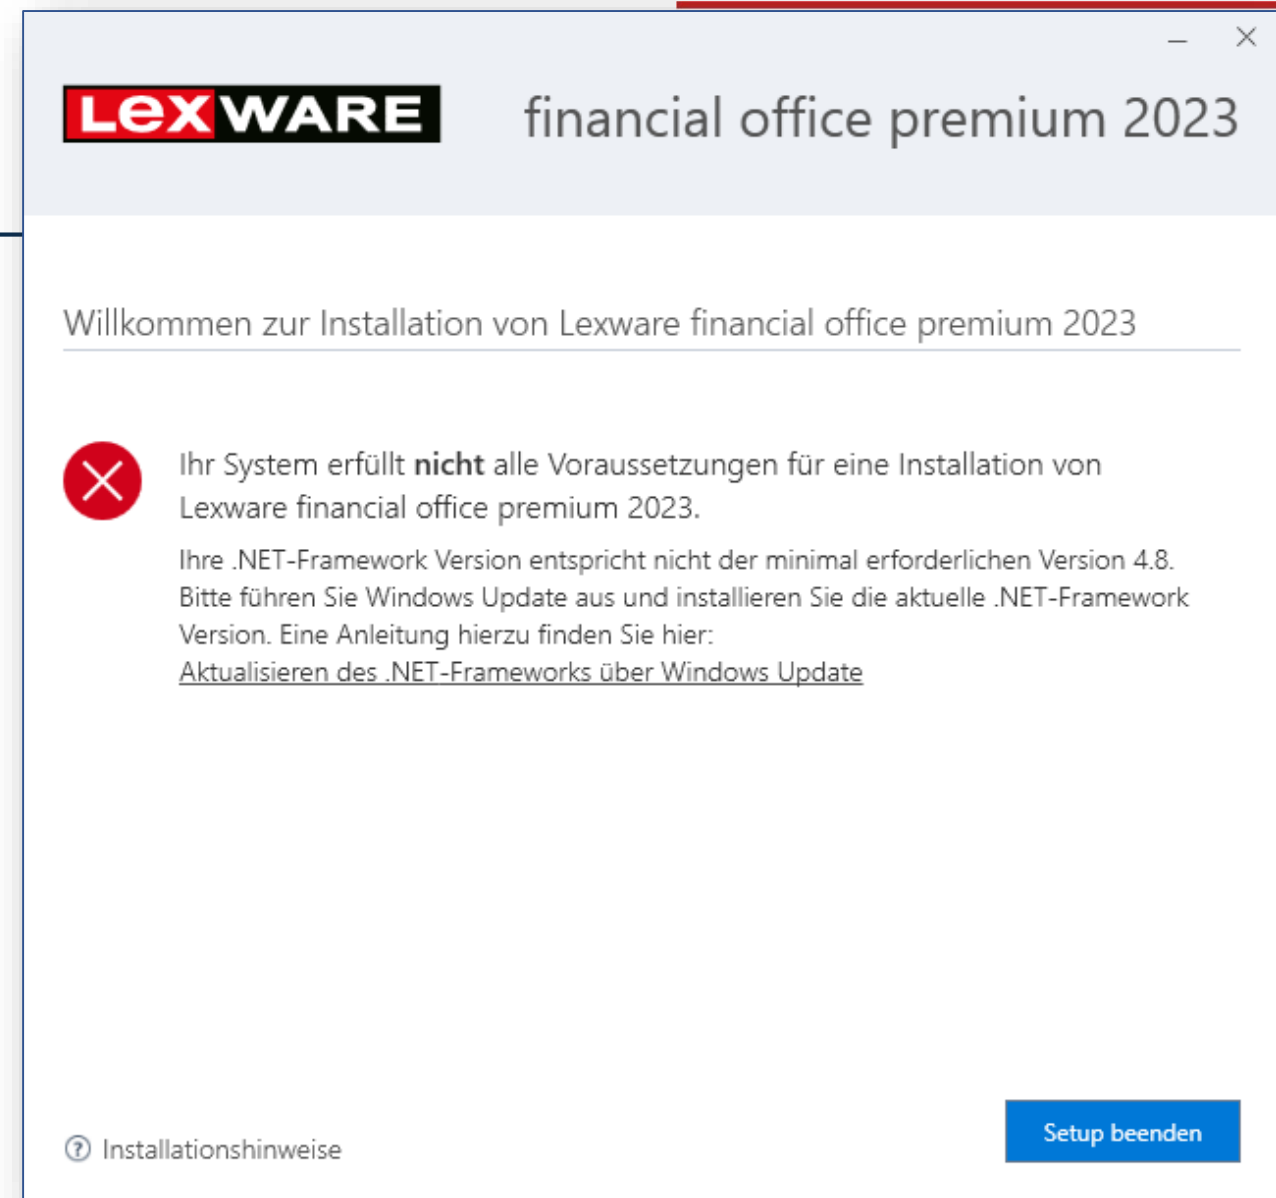 LEXWARE
financial office premium 2023
Willkommen zur Installation von Lexware financial office premium 2023
Ihr System erfüllt nicht alle Voraussetzungen für eine Installation von
Lexware financial office premium 2023.
Ihre .NET-Framework Version entspricht nicht der minimal erforderlichen Version 4.8.
Bitte führen Sie Windows Update aus und installieren Sie die aktuelle .NET-Framework
Version. Eine Anleitung hierzu finden Sie hier:
Aktualisieren des .NET-Frameworks über Windows Update
? Installationshinweise
Setup beenden